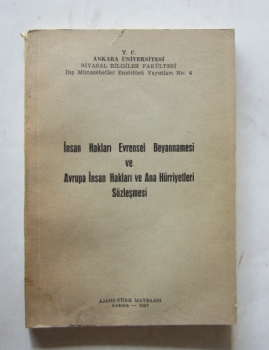 T. C.
ANKARA ÜNİVERSİTESİ
SİYASAL BİLGİLER FAKÜLTESİ
Dış Münasebetler Enstitüsü Yayınları No: 4
İnsan Hakları Evrensel Beyannamesi
ve
Avrupa İnsan Hakları ve Ana Hürriyetleri
Sözleşmesi
AJANS-TÜRK MATBAASI
Ankara —